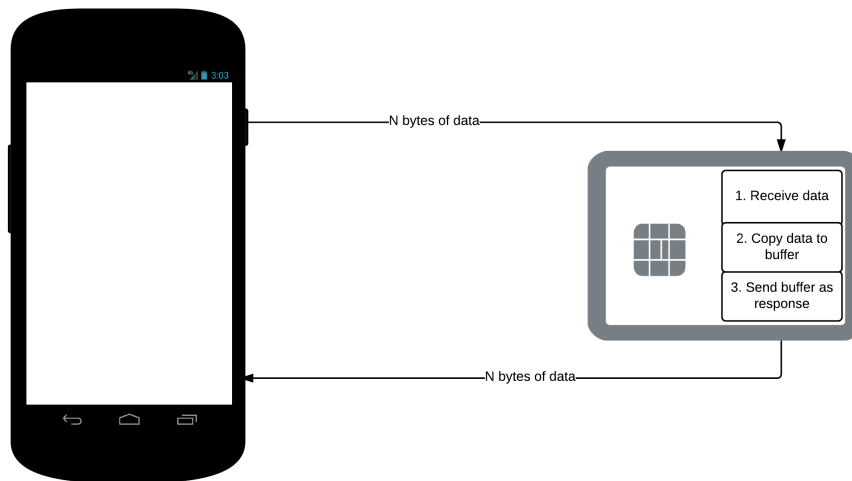 3:03
N bytes of data
1. Receive data
2. Copy data to
buffer
3. Send buffer as
response
N bytes of data